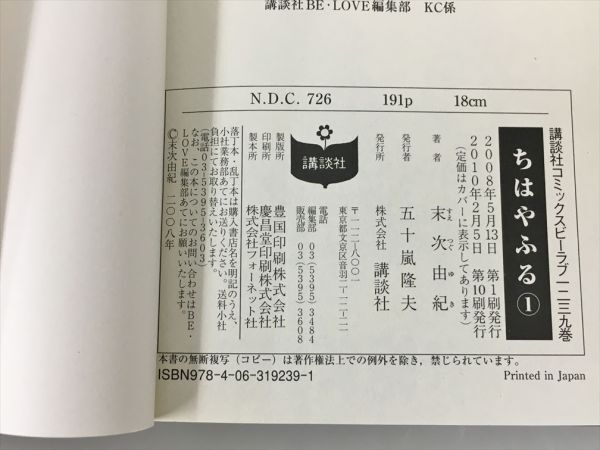 講談社BE・LOVE編集部　KC係
N.D.C. 726　191p　18cm
講談社コミックスビーラブ一二三九巻
ちはやふる①
2008年5月13日　第1刷発行
2010年2月5日　第10刷発行
（定価はカバーに表示してあります）
著者　末次由紀
すえつぐゆき
発行者　五十嵐隆夫
発行所　株式会社　講談社
〒一一二-八〇〇一
東京都文京区音羽二-一二-二一
電話　編集部　03（5395）3484
販売部　03（5395）3608
講談社
製版所　豊国印刷株式会社
印刷所　慶昌堂印刷株式会社
製本所　株式会社フォーネット社
落丁本・乱丁本は購入書店名を明記のうえ、
小社業務部あてにお送りください。送料小社
負担にてお取り替えいたします。
（電話03-5395-3603）
なお、この本についてのお問い合わせはBE・
LOVE編集部あてにお願いいたします。
©末次由紀　二〇〇八年
本書の無断複写（コピー）は著作権法上での例外を除き，禁じられています。
ISBN978-4-06-319239-1
Printed in Japan